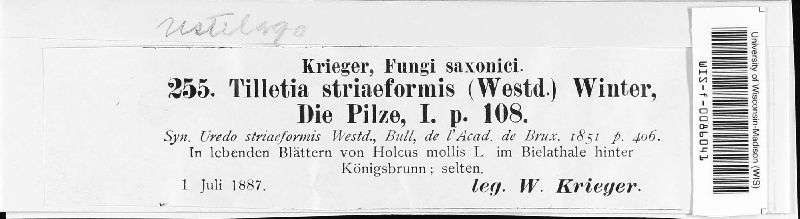 Ustilago
Krieger, Fungi saxonici.
255. Tilletia striaeformis (Westd.) Winter,
Die Pilze, I. p. 108.
Syn. Uredo striaeformis Westd., Bull, de l'Acad. de Brux. 1851 p. 406.
In lebenden Blättern von Holcus mollis L. im Bielathale hinter
Königsbrunn; selten.
1 Juli 1887.
leg. W. Krieger.
University of Wisconsin-Madison (WIS)
WIS-f-0086041